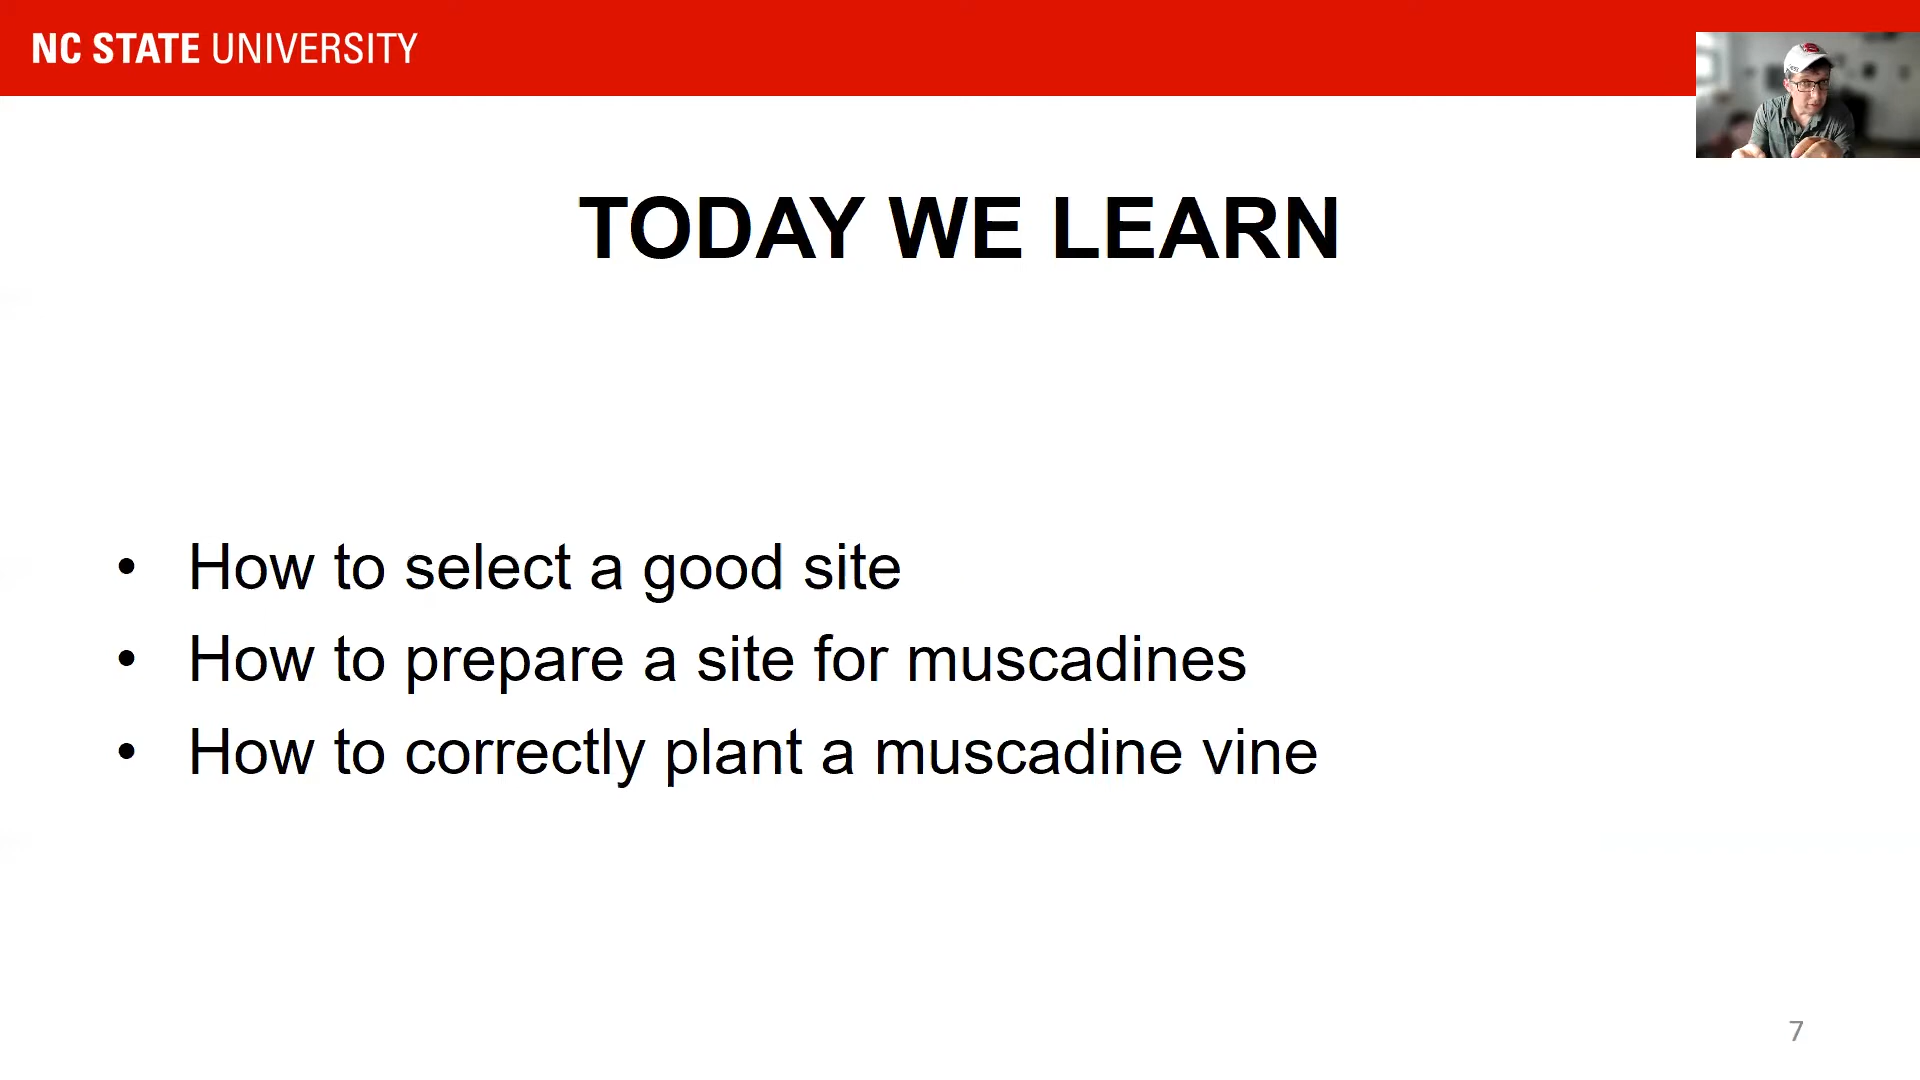 NC STATE UNIVERSITY
TODAY WE LEARN
• How to select a good site
• How to prepare a site for muscadines
• How to correctly plant a muscadine vine
7